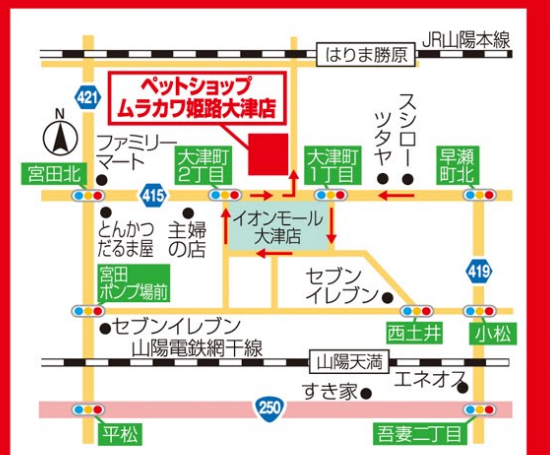 JR山陽本線
はりま勝原
ペットショップ
ムラカワ姫路大津店
421
N
スシロー
ツタヤ
ファミリー
マート
大津町
2丁目
大津町
1丁目
早瀬
町北
宮田北
415
イオンモール
大津店
とんかつ
だるま屋
主婦
の店
宮田
ポンプ場前
セブン
イレブン
419
セブンイレブン
西土井
小松
山陽電鉄網干線
山陽天満
すき家
エネオス
250
平松
吾妻二丁目